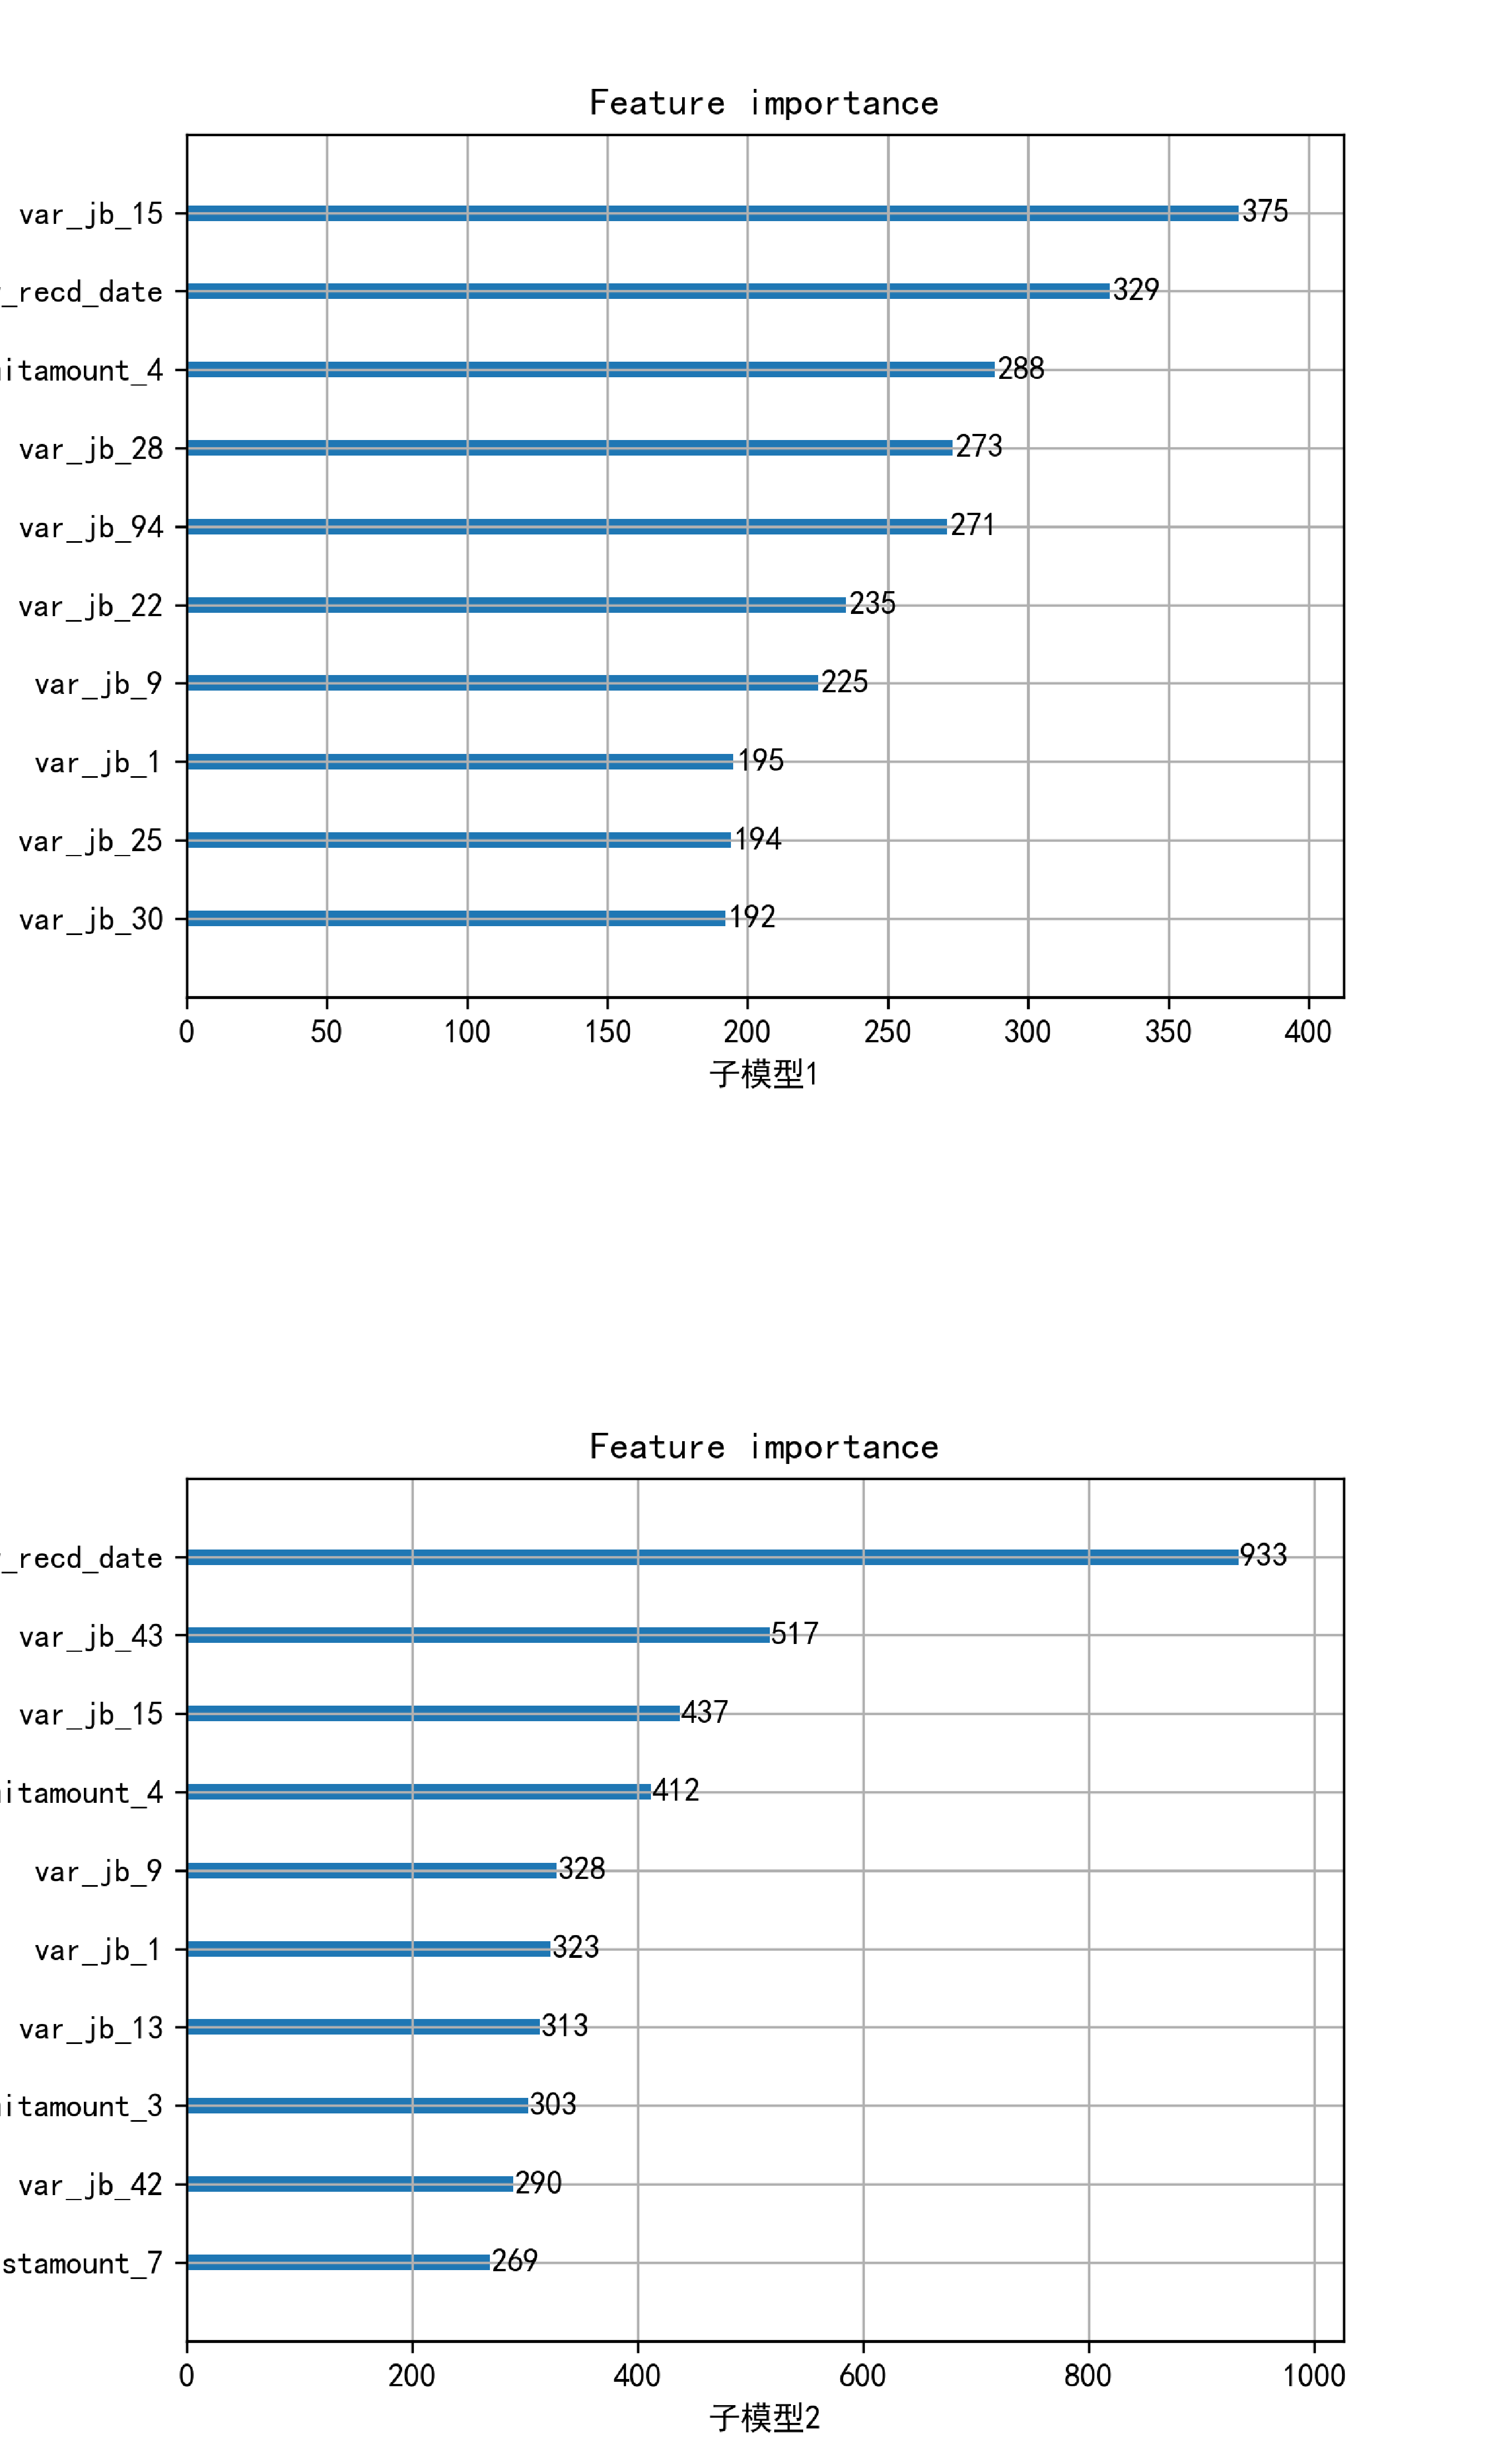 Feature importance
var_jb_15
375
_recd_date
329
itamount_4
288
var_jb_28
273
var_jb_94
271
var_jb_22
235
var_jb_9
225
var_jb_1
195
var_jb_25
194
var_jb_30
192
0 50 100 150 200 250 300 350 400
子模型1
Feature importance
_recd_date
933
var_jb_43
517
var_jb_15
437
itamount_4
412
var_jb_9
328
var_jb_1
323
var_jb_13
313
itamount_3
303
var_jb_42
290
stamount_7
269
0 200 400 600 800 1000
子模型2